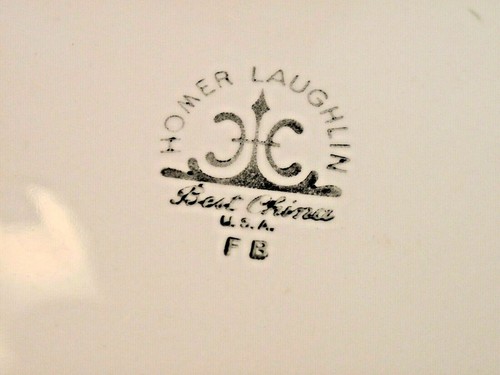 HOMER LAUGHLIN
Best China
U.S.A.
FB